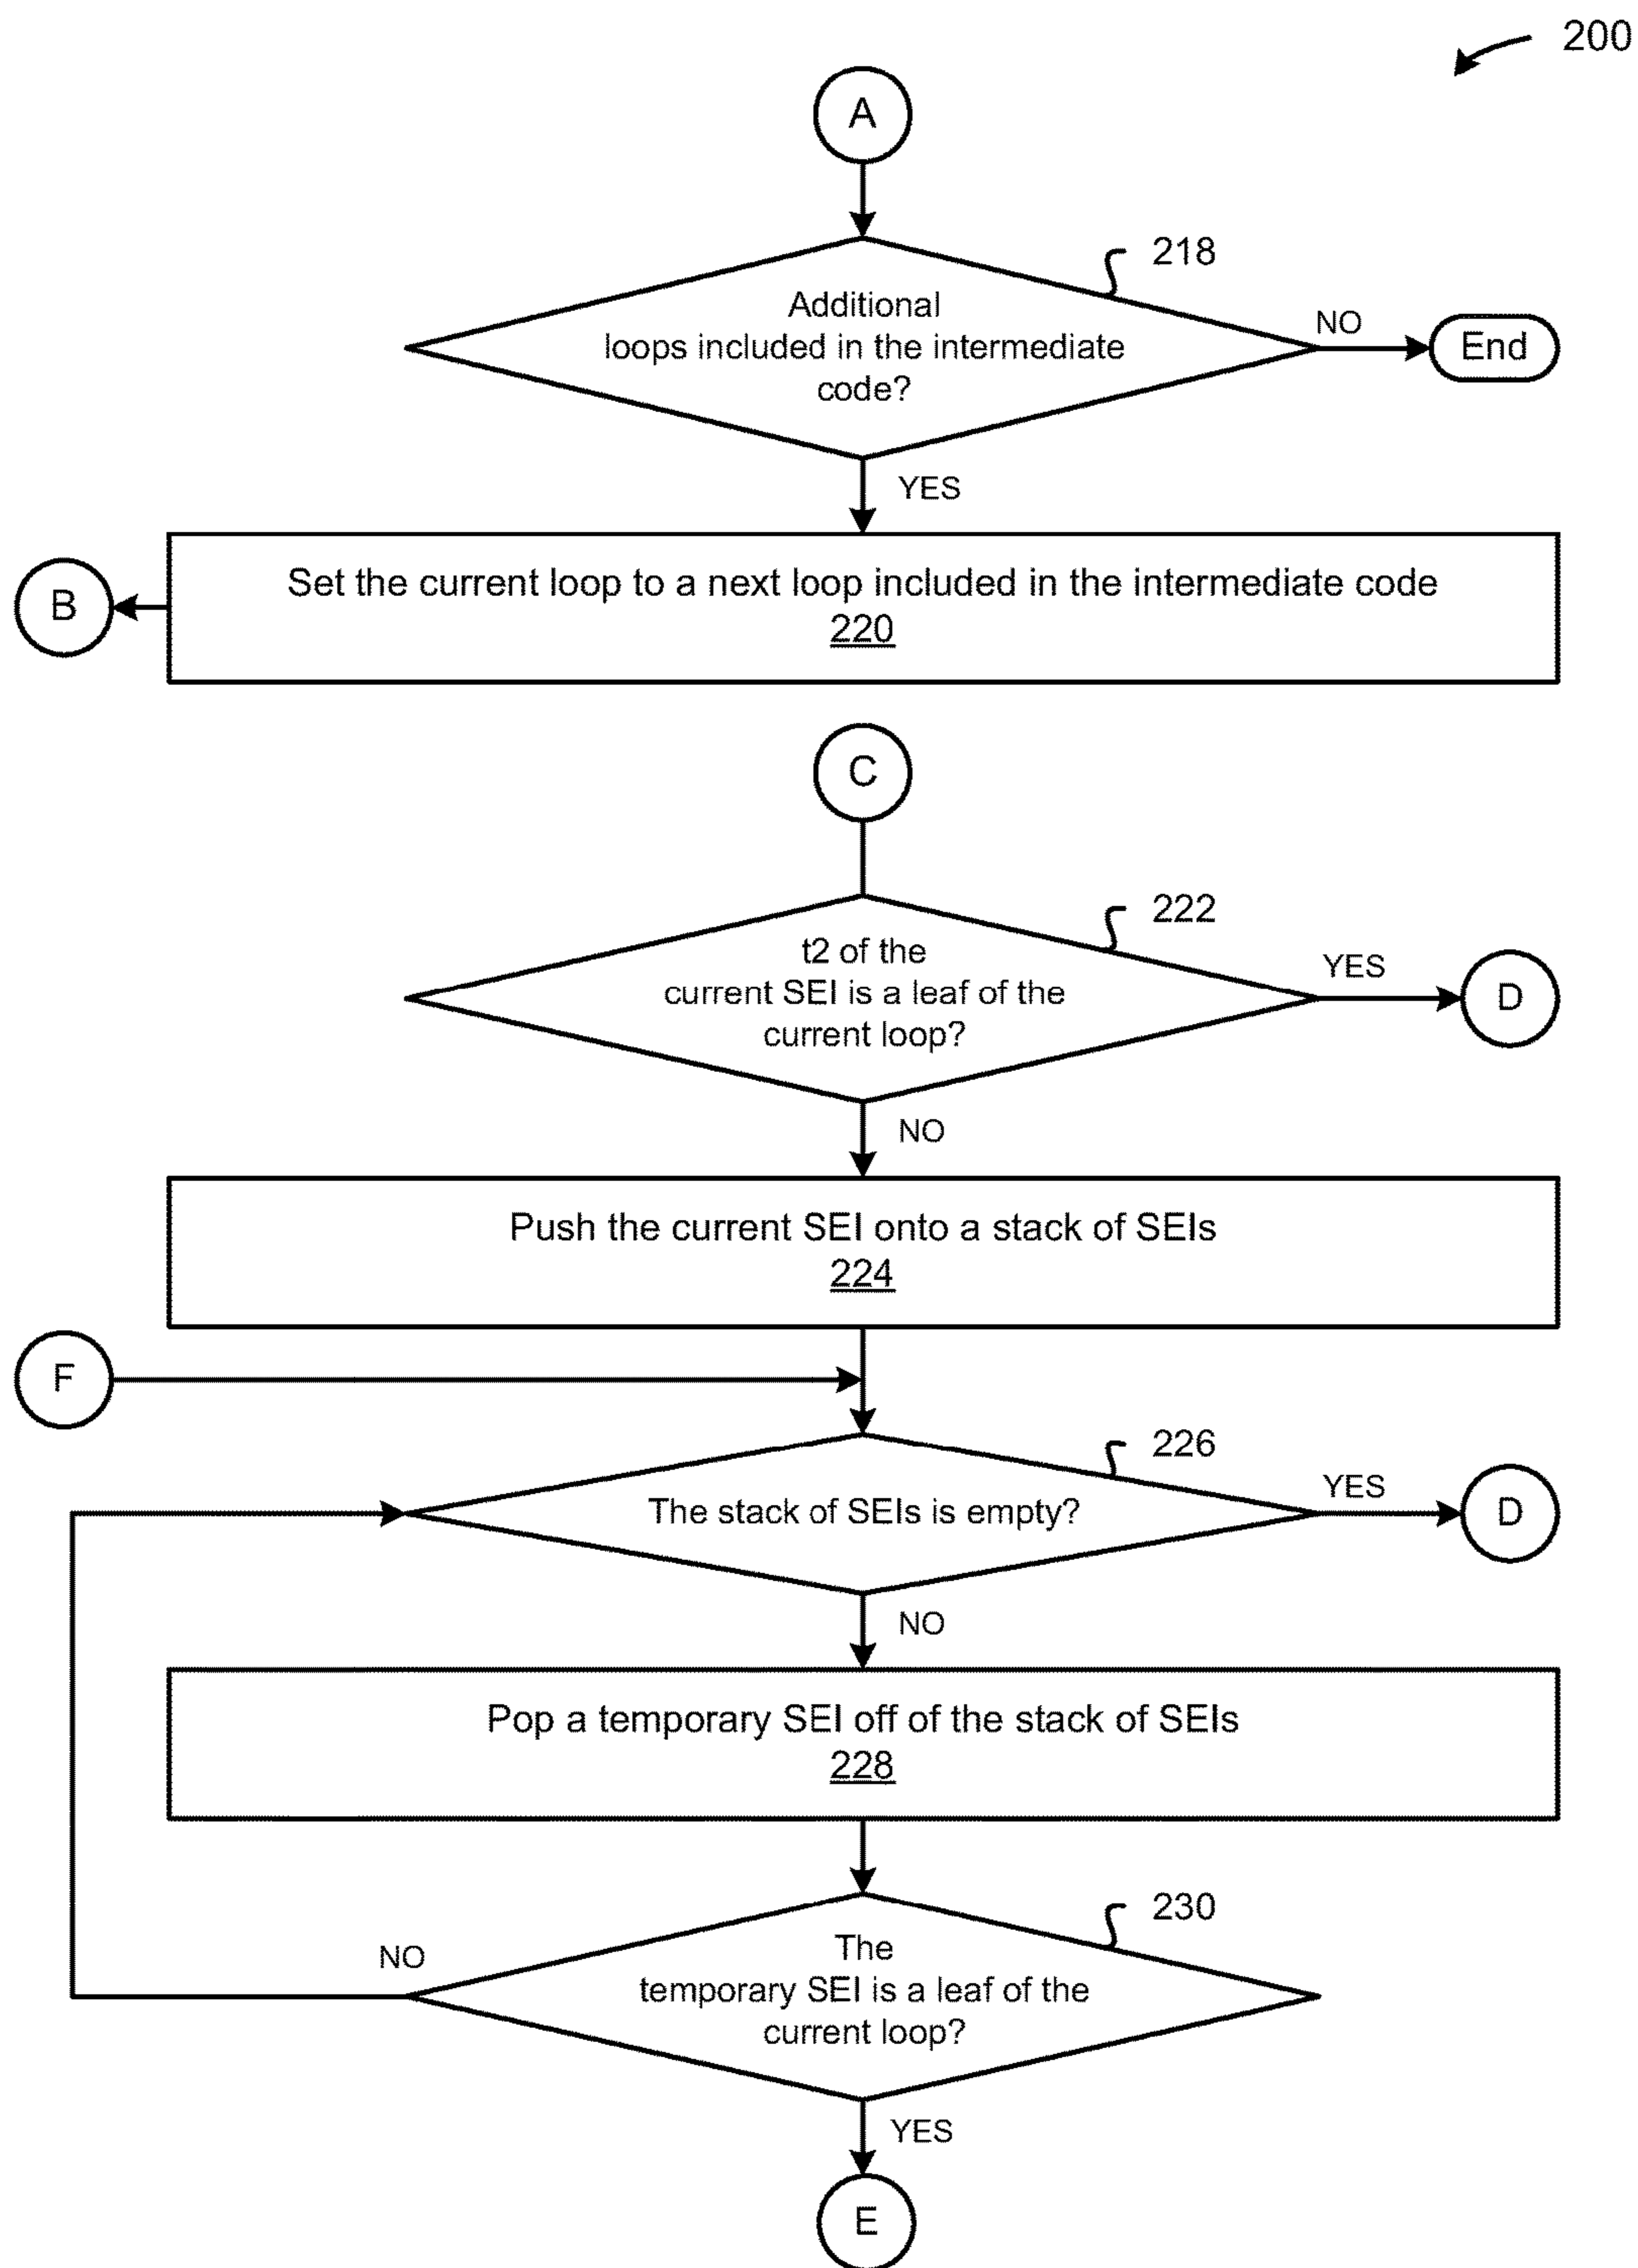 200
A
218
Additional
loops included in the intermediate
code?
NO
End
YES
Set the current loop to a next loop included in the intermediate code
220
B
C
222
t2 of the
current SEI is a leaf of the
current loop?
YES
D
NO
Push the current SEI onto a stack of SEIs
224
F
226
The stack of SEIs is empty?
YES
D
NO
Pop a temporary SEI off of the stack of SEIs
228
230
The
temporary SEI is a leaf of the
current loop?
NO
YES
E